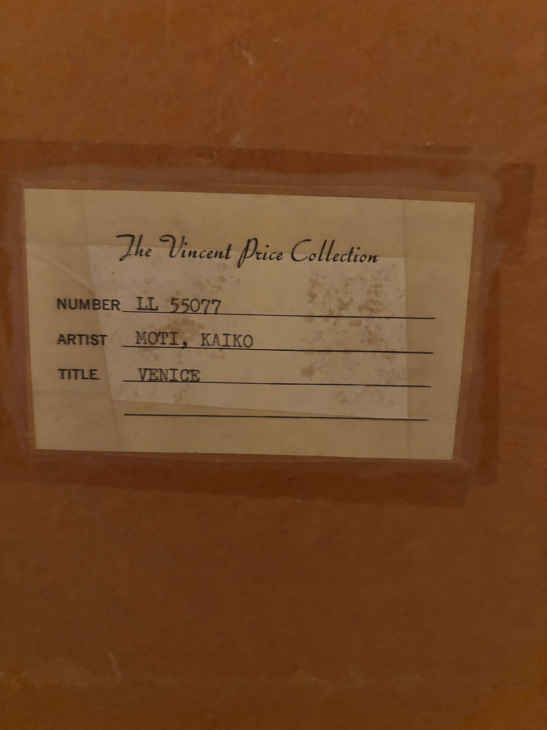 The Vincent Price Collection
NUMBER LL 55077
ARTIST MOTI, KAIKO
TITLE VENICE